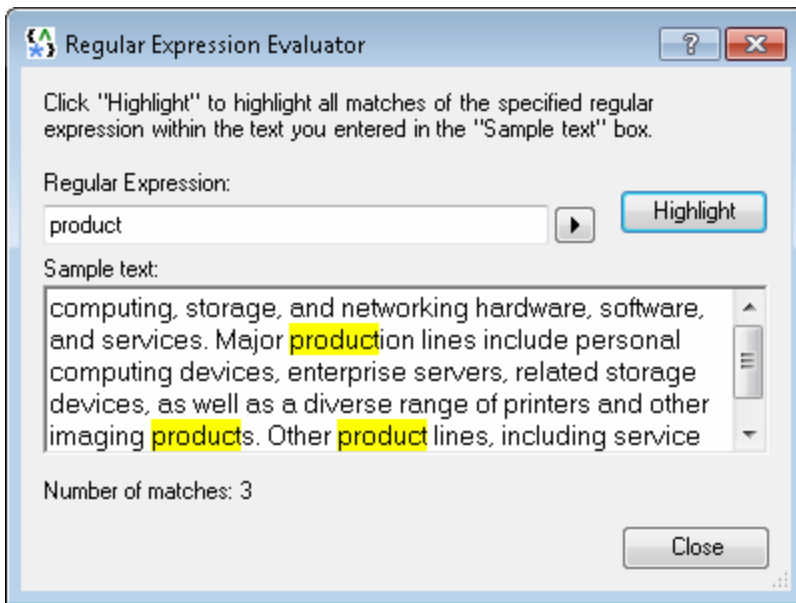 Regular Expression Evaluator
Click "Highlight" to highlight all matches of the specified regular
expression within the text you entered in the "Sample text" box.
Regular Expression:
product
Highlight
Sample text:
computing, storage, and networking hardware, software,
and services. Major production lines include personal
computing devices, enterprise servers, related storage
devices, as well as a diverse range of printers and other
imaging products. Other product lines, including service
Number of matches: 3
Close